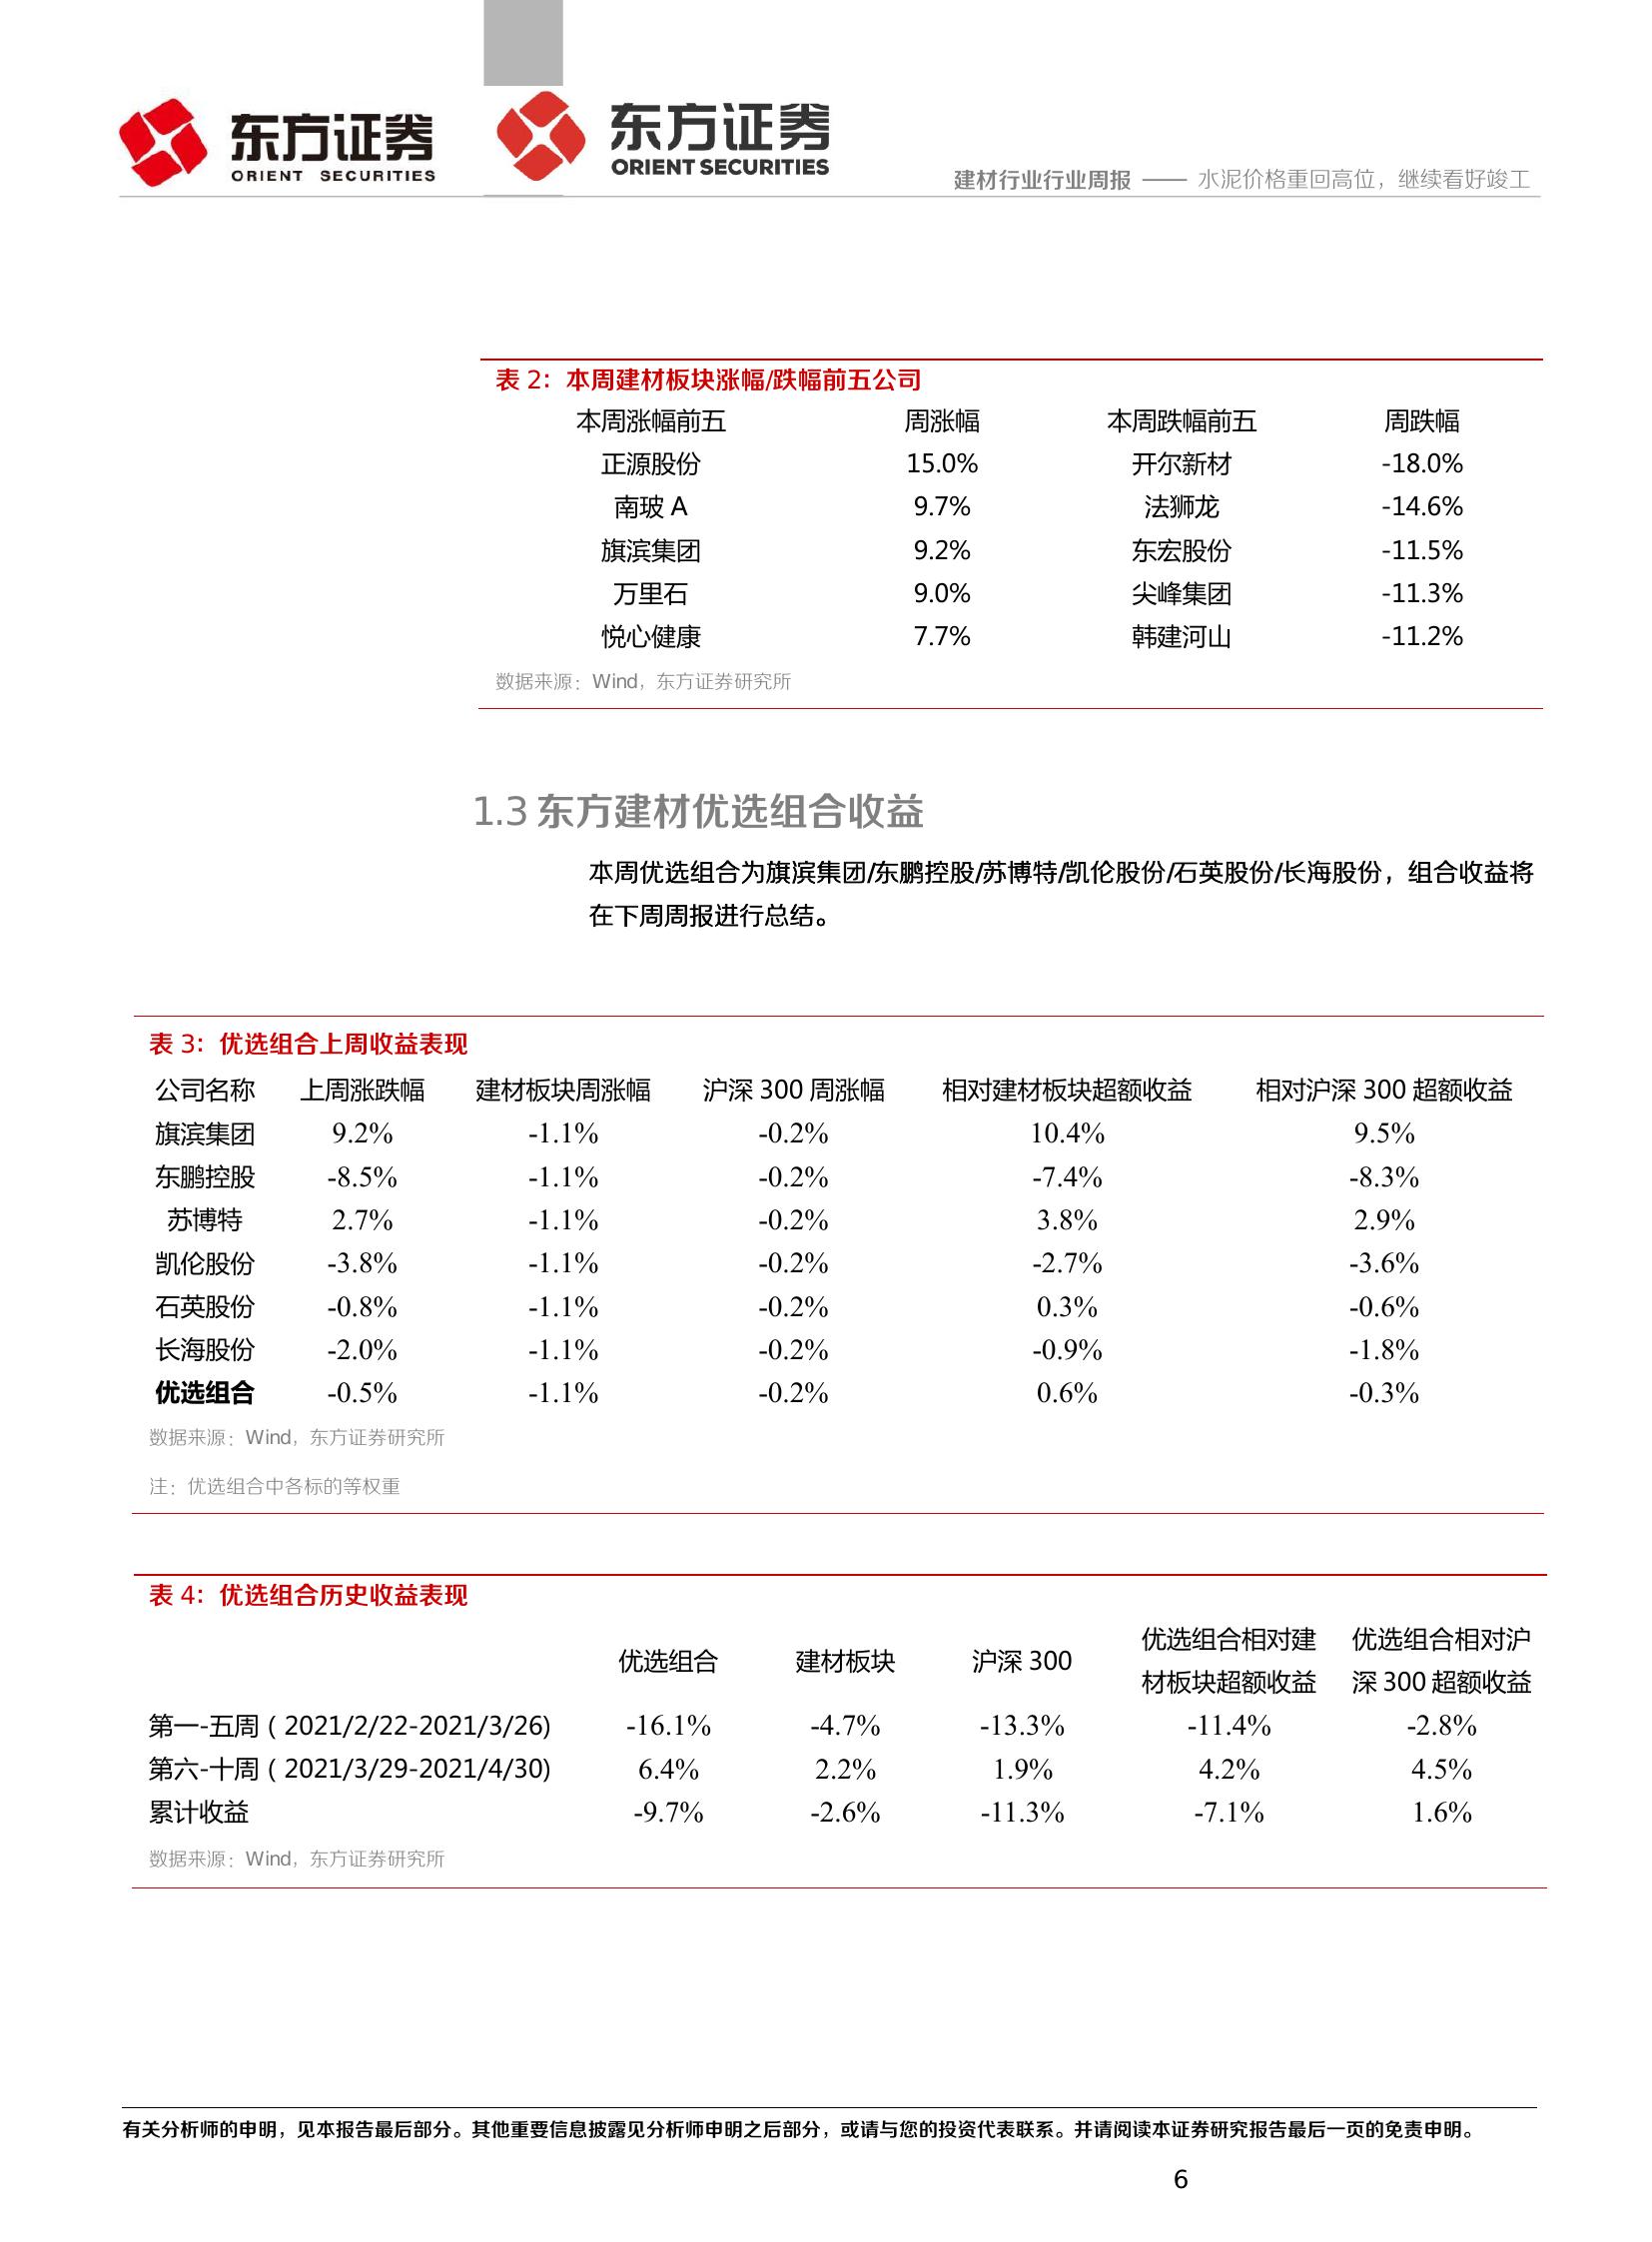 东方证券
ORIENT SECURITIES
东方证券
ORIENT SECURITIES
建材行业行业周报 —— 水泥价格重回高位，继续看好竣工
表 2：本周建材板块涨幅/跌幅前五公司
本周涨幅前五 周涨幅 本周跌幅前五 周跌幅
正源股份 15.0% 开尔新材 -18.0%
南玻 A 9.7% 法狮龙 -14.6%
旗滨集团 9.2% 东宏股份 -11.5%
万里石 9.0% 尖峰集团 -11.3%
悦心健康 7.7% 韩建河山 -11.2%
数据来源：Wind，东方证券研究所
1.3 东方建材优选组合收益
本周优选组合为旗滨集团/东鹏控股/苏博特/凯伦股份/石英股份/长海股份，组合收益将
在下周周报进行总结。
表 3：优选组合上周收益表现
公司名称 上周涨跌幅 建材板块周涨幅 沪深 300 周涨幅 相对建材板块超额收益 相对沪深 300 超额收益
旗滨集团 9.2% -1.1% -0.2% 10.4% 9.5%
东鹏控股 -8.5% -1.1% -0.2% -7.4% -8.3%
苏博特 2.7% -1.1% -0.2% 3.8% 2.9%
凯伦股份 -3.8% -1.1% -0.2% -2.7% -3.6%
石英股份 -0.8% -1.1% -0.2% 0.3% -0.6%
长海股份 -2.0% -1.1% -0.2% -0.9% -1.8%
优选组合 -0.5% -1.1% -0.2% 0.6% -0.3%
数据来源：Wind，东方证券研究所
注：优选组合中各标的等权重
表 4：优选组合历史收益表现
优选组合 建材板块 沪深 300 优选组合相对建 优选组合相对沪
材板块超额收益 深 300 超额收益
第一-五周（2021/2/22-2021/3/26) -16.1% -4.7% -13.3% -11.4% -2.8%
第六-十周（2021/3/29-2021/4/30) 6.4% 2.2% 1.9% 4.2% 4.5%
累计收益 -9.7% -2.6% -11.3% -7.1% 1.6%
数据来源：Wind，东方证券研究所
有关分析师的申明，见本报告最后部分。其他重要信息披露见分析师申明之后部分，或请与您的投资代表联系。并请阅读本证券研究报告最后一页的免责申明。
6